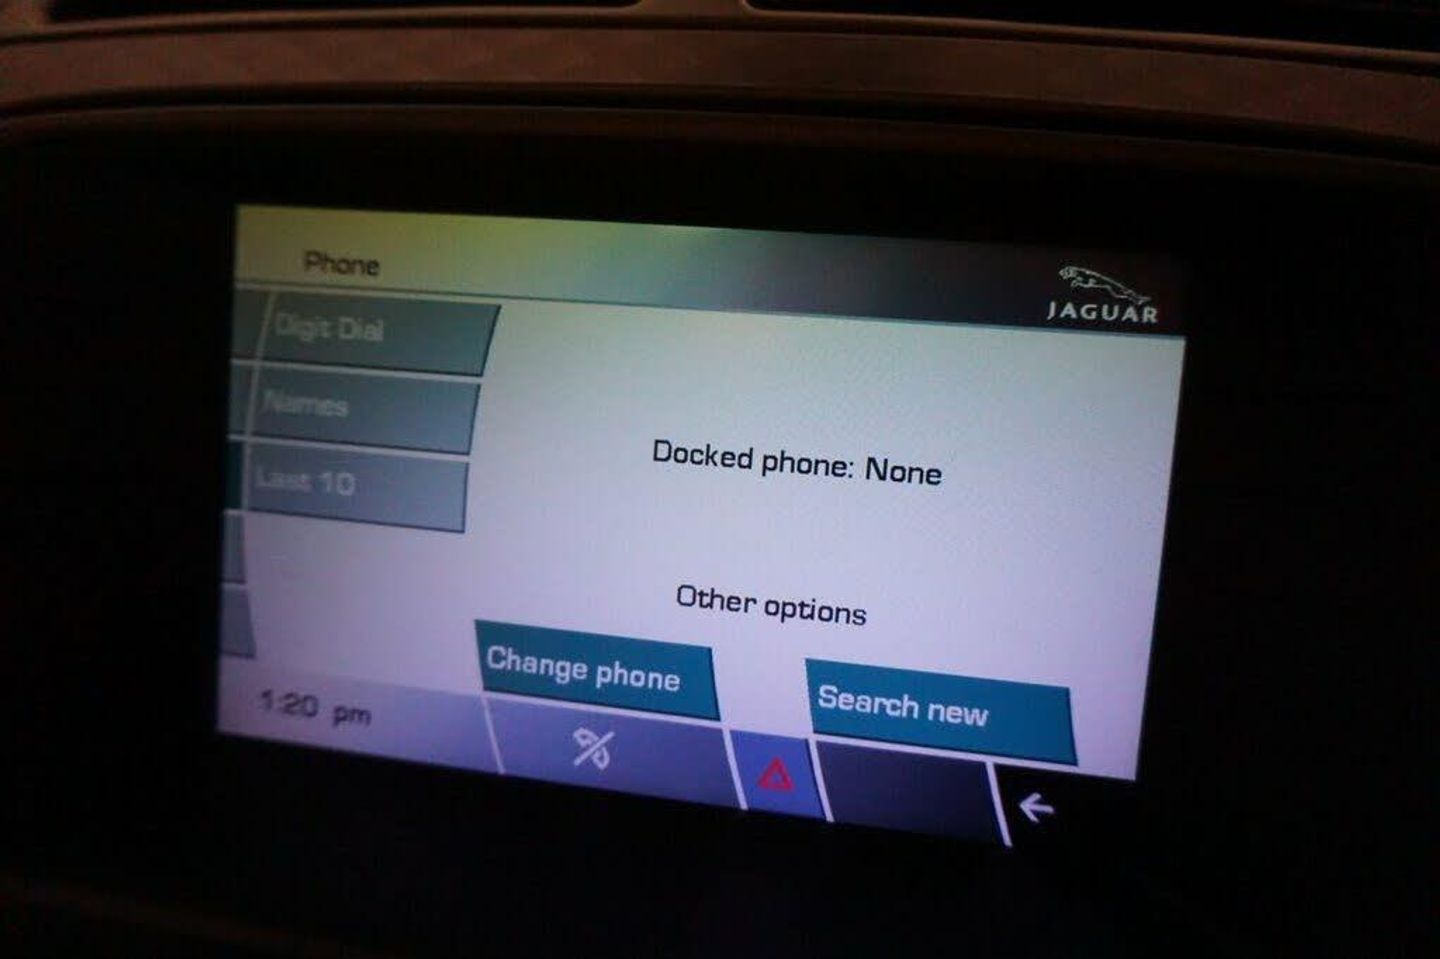 Phone
JAGUAR
Digit Dial
Names
Last 10
Docked phone: None
Other options
Change phone
Search new
1:20 pm